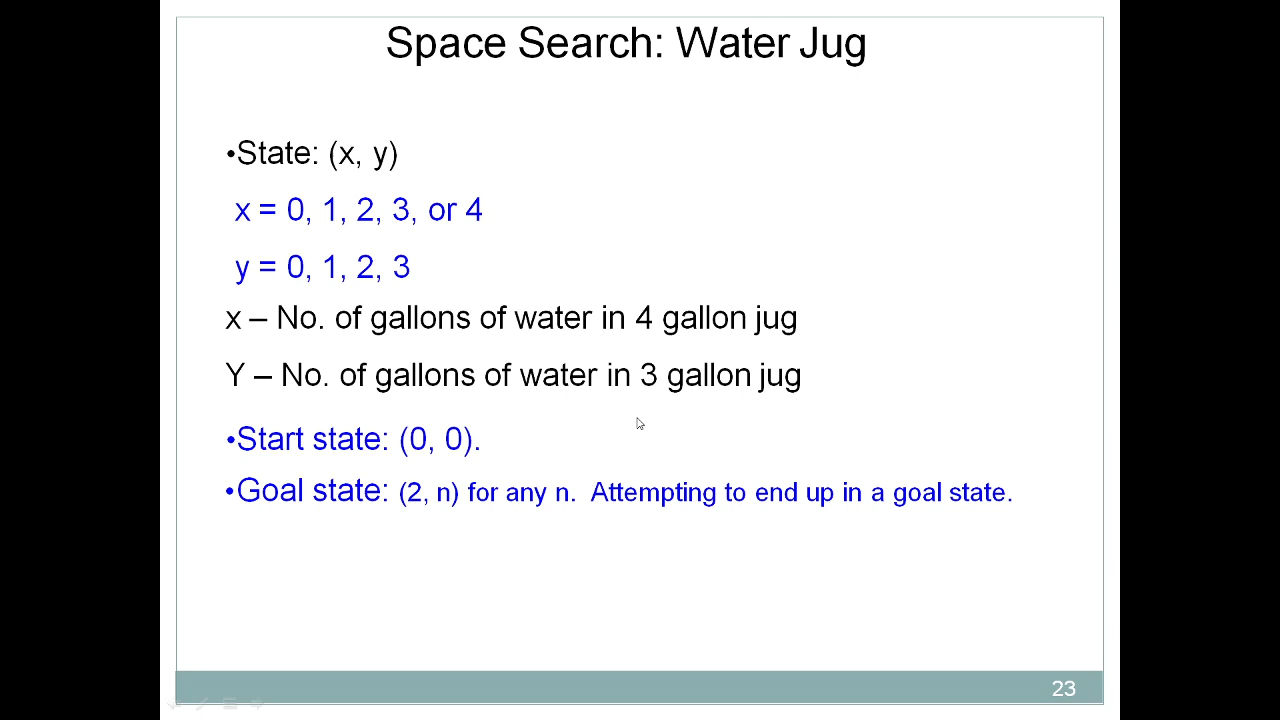 Space Search: Water Jug
•State: (x, y)
x = 0, 1, 2, 3, or 4
y = 0, 1, 2, 3
x – No. of gallons of water in 4 gallon jug
Y – No. of gallons of water in 3 gallon jug
•Start state: (0, 0).
•Goal state: (2, n) for any n. Attempting to end up in a goal state.
23